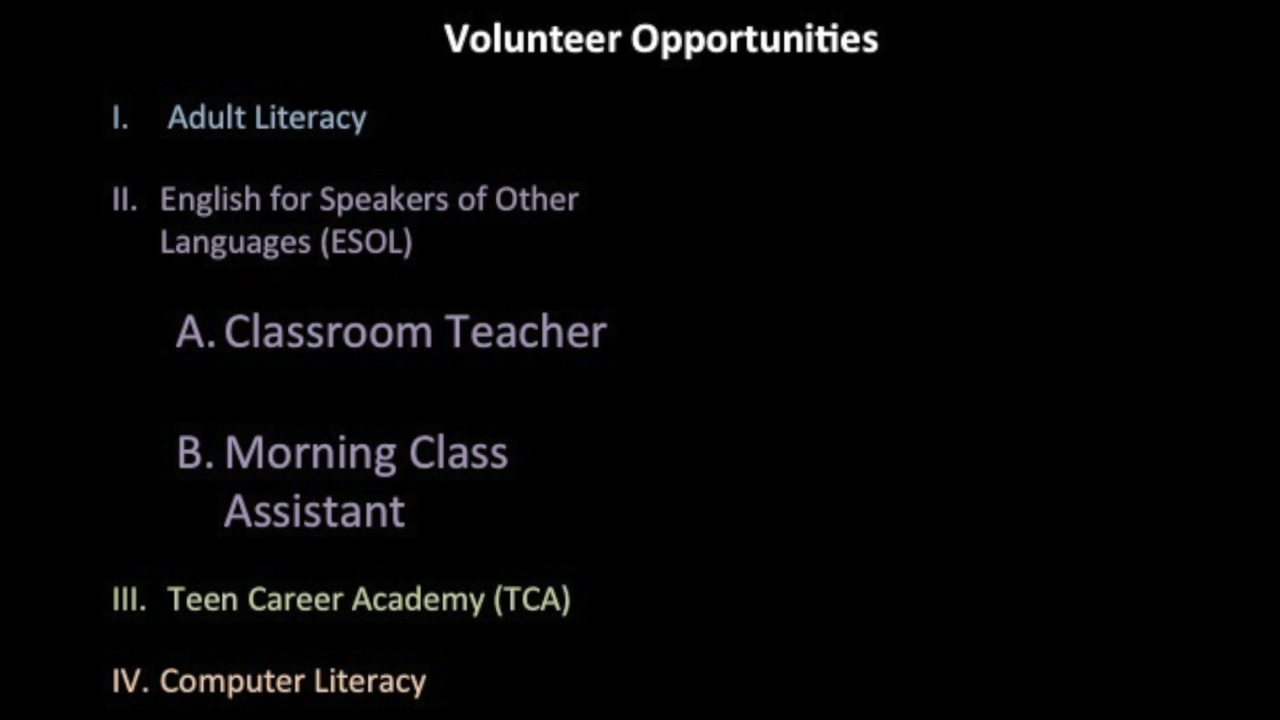 Volunteer Opportunities
I. Adult Literacy
II. English for Speakers of Other
Languages (ESOL)
A. Classroom Teacher
B. Morning Class
Assistant
III. Teen Career Academy (TCA)
IV. Computer Literacy